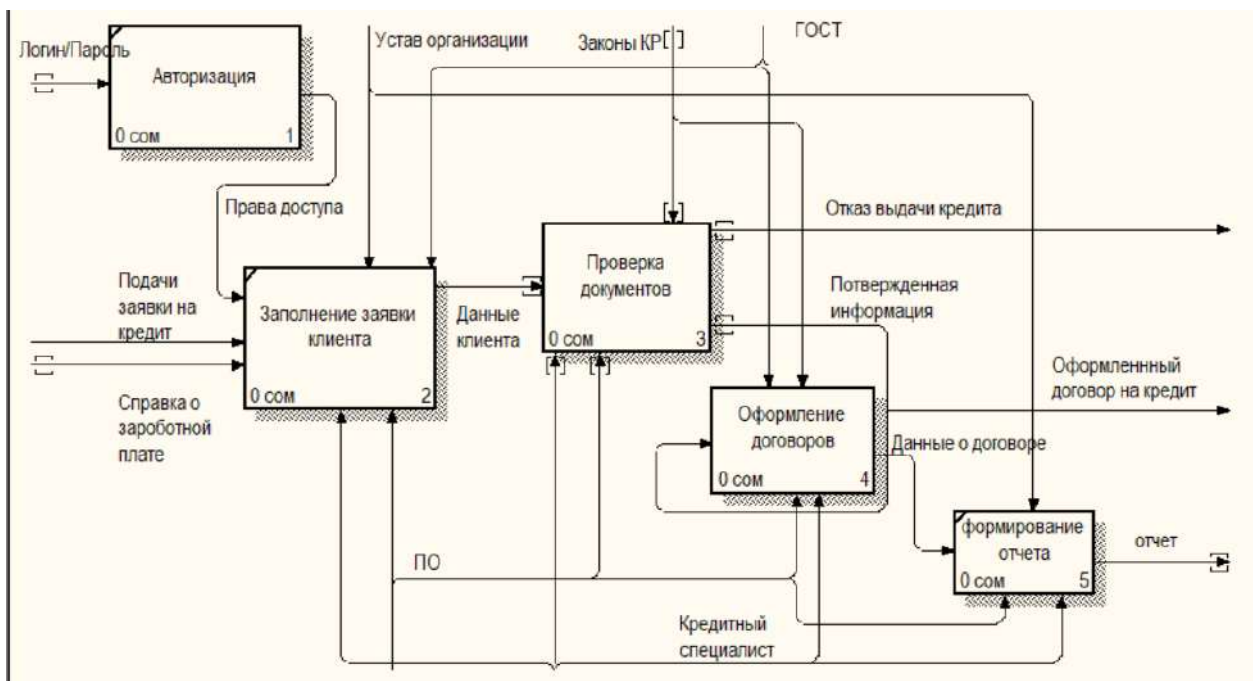 ГОСТ
Устав организации
Законы КР
Логин/Пароль
Авторизация
0 сом 1
Права доступа
Отказ выдачи кредита
Проверка
документов
0 сом 3
Подачи
заявки на
кредит
Заполнение заявки
клиента
0 сом 2
Данные
клиента
Потвержденная
информация
Оформленнный
договор на кредит
Справка о
зароботной
плате
Оформление
договоров
0 сом 4
Данные о договоре
формирование
отчета
0 сом 5
отчет
ПО
Кредитный
специалист